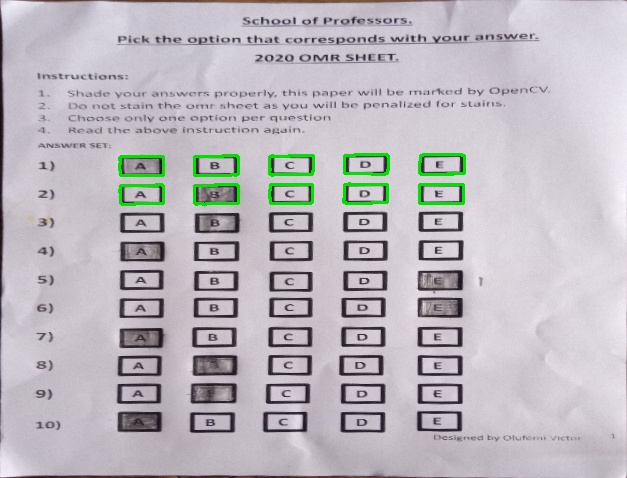 School of Professors.
Pick the option that corresponds with your answer.
2020 OMR SHEET.
Instructions:
1. Shade your answers properly, this paper will be marked by OpenCV.
2. Do not stain the omr sheet as you will be penalized for stains.
3. Choose only one option per question
4. Read the above instruction again.
ANSWER SET:
1) A B C D E
2) A B C D E
3) A B C D E
4) A B C D E
5) A B C D E
6) A B C D E
7) A B C D E
8) A B C D E
9) A B C D E
10) A B C D E
Designed by Olufemi Victor 1